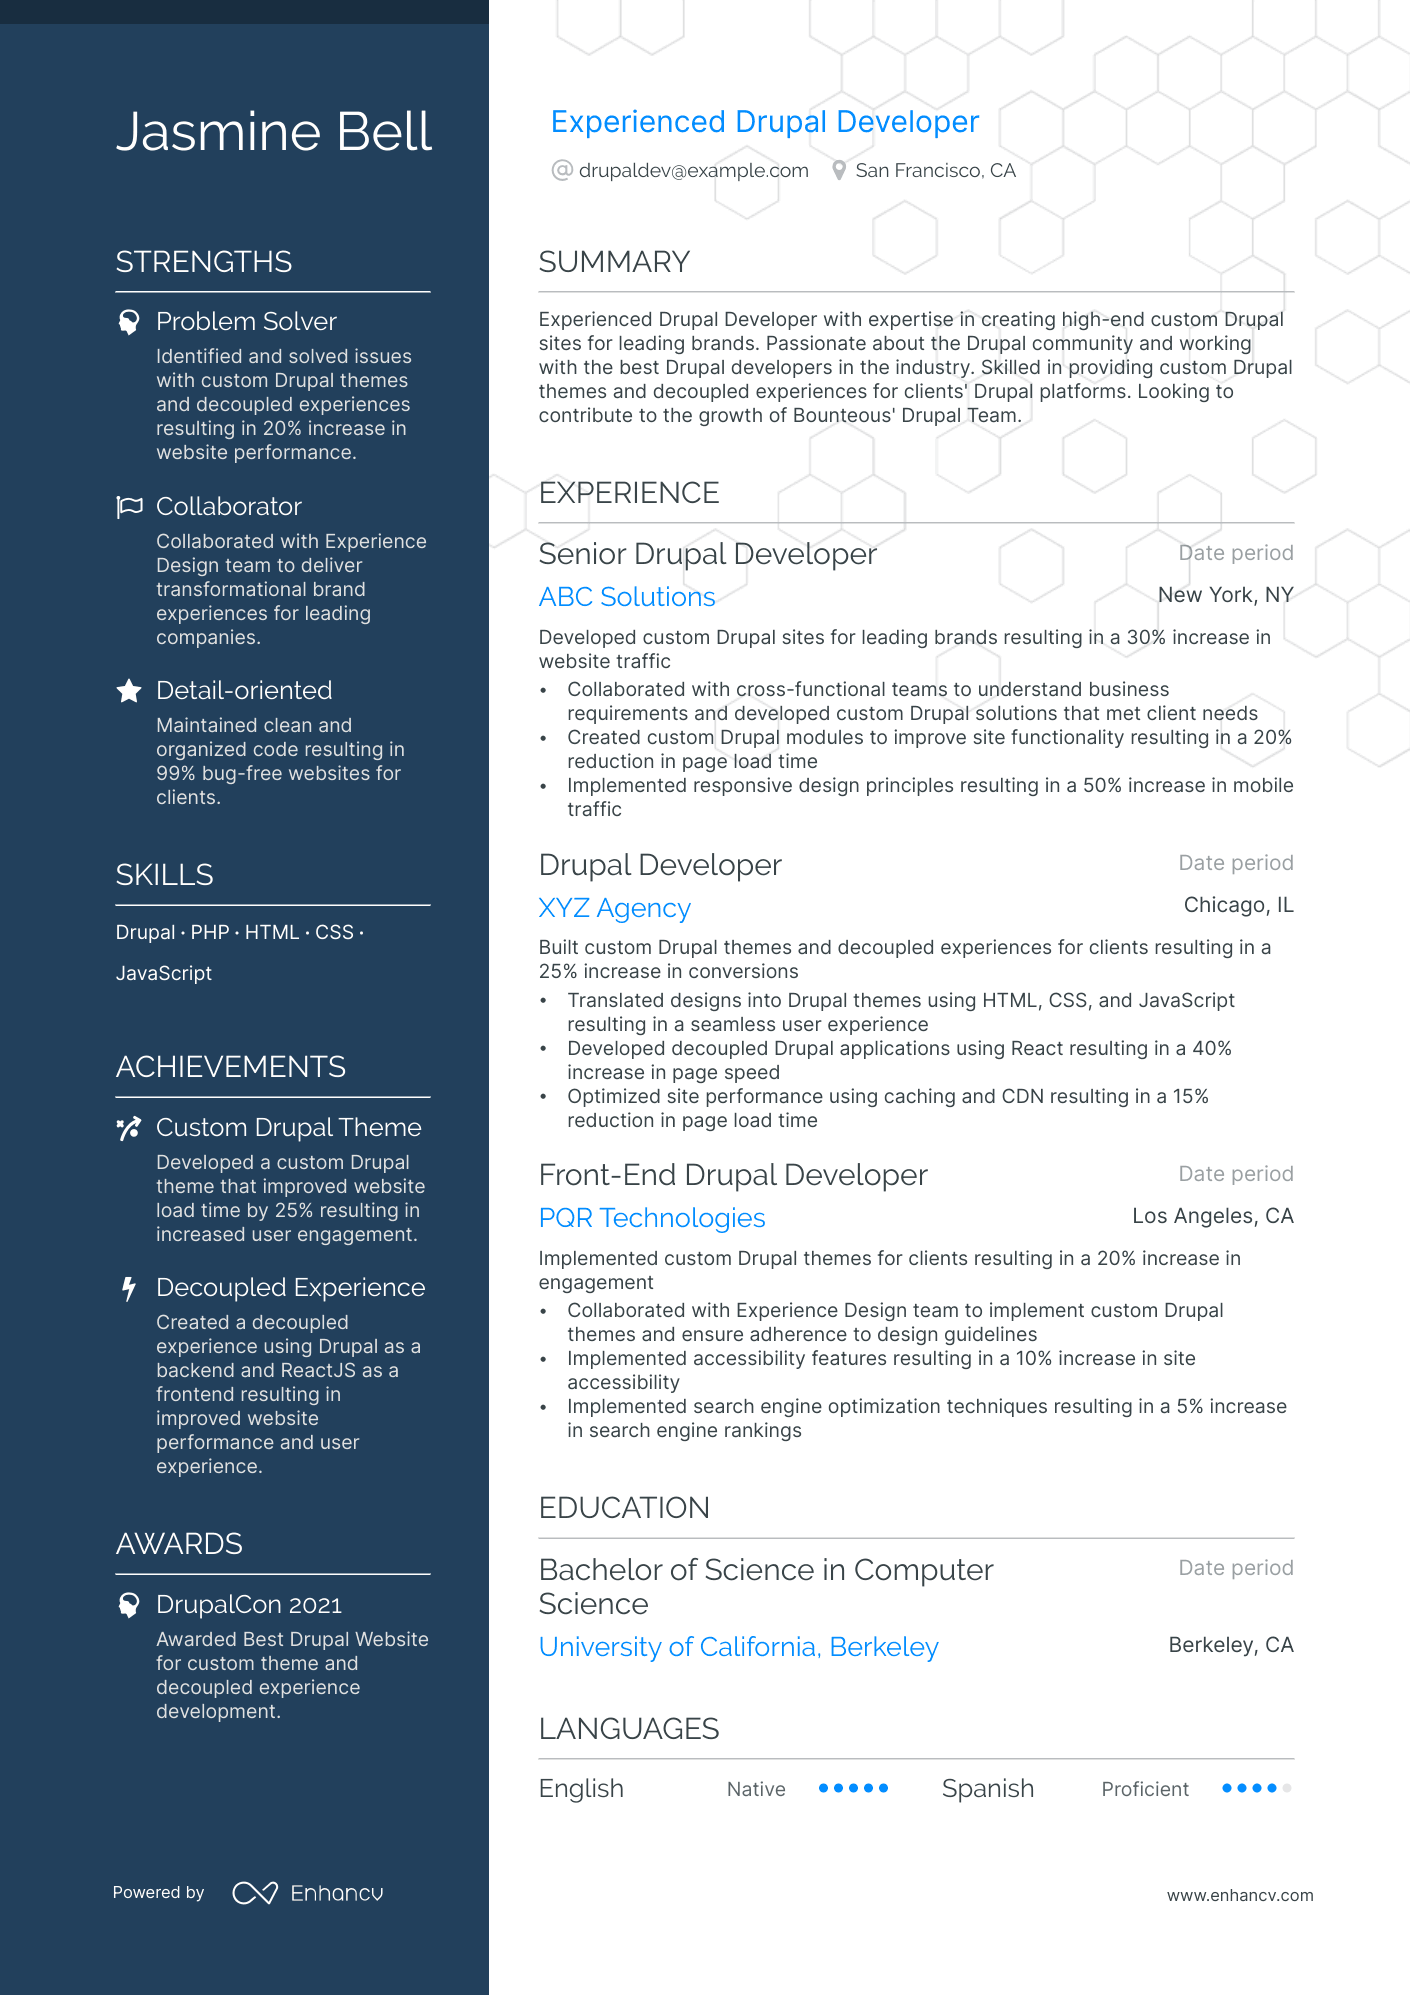 Jasmine Bell
STRENGTHS
Problem Solver
Identified and solved issues
with custom Drupal themes
and decoupled experiences
resulting in 20% increase in
website performance.
Collaborator
Collaborated with Experience
Design team to deliver
transformational brand
experiences for leading
companies.
Detail-oriented
Maintained clean and
organized code resulting in
99% bug-free websites for
clients.
SKILLS
Drupal · PHP · HTML · CSS ·
JavaScript
ACHIEVEMENTS
Custom Drupal Theme
Developed a custom Drupal
theme that improved website
load time by 25% resulting in
increased user engagement.
Decoupled Experience
Created a decoupled
experience using Drupal as a
backend and ReactJS as a
frontend resulting in
improved website
performance and user
experience.
AWARDS
DrupalCon 2021
Awarded Best Drupal Website
for custom theme and
decoupled experience
development.
Experienced Drupal Developer
@ drupaldev@example.com San Francisco, CA
SUMMARY
Experienced Drupal Developer with expertise in creating high-end custom Drupal
sites for leading brands. Passionate about the Drupal community and working
with the best Drupal developers in the industry. Skilled in providing custom Drupal
themes and decoupled experiences for clients' Drupal platforms. Looking to
contribute to the growth of Bounteous' Drupal Team.
EXPERIENCE
Senior Drupal Developer Date period
ABC Solutions New York, NY
Developed custom Drupal sites for leading brands resulting in a 30% increase in
website traffic
• Collaborated with cross-functional teams to understand business
requirements and developed custom Drupal solutions that met client needs
• Created custom Drupal modules to improve site functionality resulting in a 20%
reduction in page load time
• Implemented responsive design principles resulting in a 50% increase in mobile
traffic
Drupal Developer Date period
XYZ Agency Chicago, IL
Built custom Drupal themes and decoupled experiences for clients resulting in a
25% increase in conversions
• Translated designs into Drupal themes using HTML, CSS, and JavaScript
resulting in a seamless user experience
• Developed decoupled Drupal applications using React resulting in a 40%
increase in page speed
• Optimized site performance using caching and CDN resulting in a 15%
reduction in page load time
Front-End Drupal Developer Date period
PQR Technologies Los Angeles, CA
Implemented custom Drupal themes for clients resulting in a 20% increase in
engagement
• Collaborated with Experience Design team to implement custom Drupal
themes and ensure adherence to design guidelines
• Implemented accessibility features resulting in a 10% increase in site
accessibility
• Implemented search engine optimization techniques resulting in a 5% increase
in search engine rankings
EDUCATION
Bachelor of Science in Computer Date period
Science
University of California, Berkeley Berkeley, CA
LANGUAGES
English Native Spanish Proficient
Powered by Enhancv
www.enhancv.com